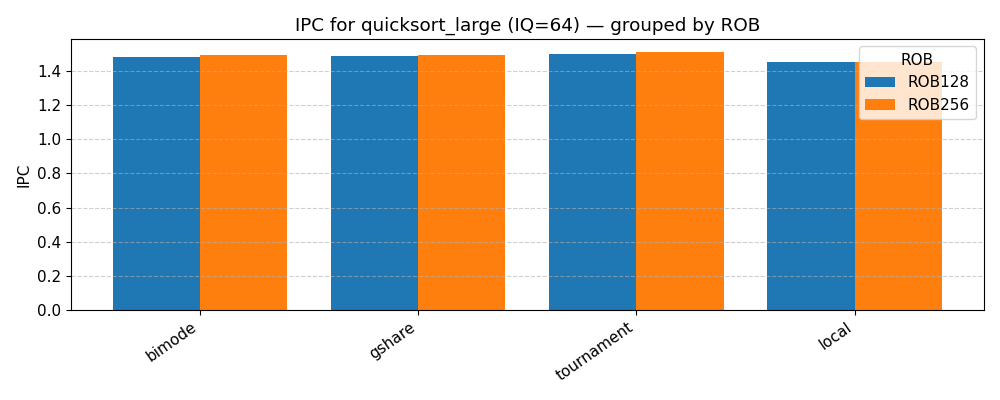 IPC for quicksort_large (IQ=64) — grouped by ROB
ROB
ROB128
ROB256
IPC
1.4
1.2
1.0
0.8
0.6
0.4
0.2
0.0
bimode
gshare
tournament
local